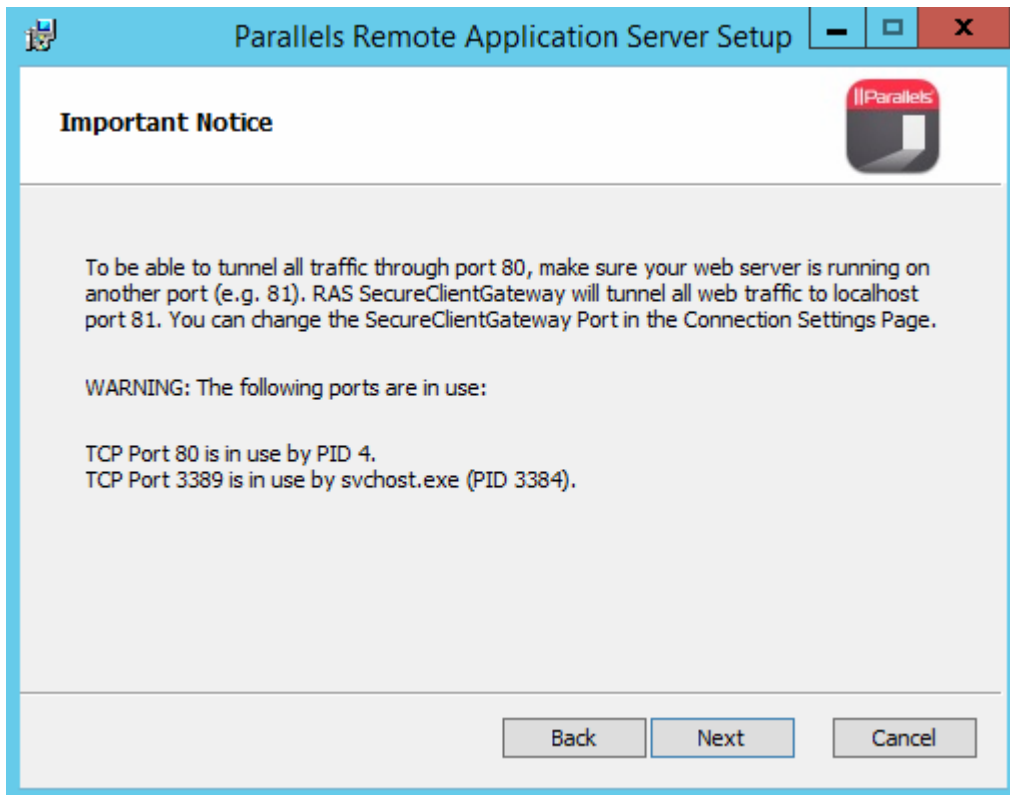 Parallels Remote Application Server Setup
Important Notice
||Parallels®
To be able to tunnel all traffic through port 80, make sure your web server is running on
another port (e.g. 81). RAS SecureClientGateway will tunnel all web traffic to localhost
port 81. You can change the SecureClientGateway Port in the Connection Settings Page.
WARNING: The following ports are in use:
TCP Port 80 is in use by PID 4.
TCP Port 3389 is in use by svchost.exe (PID 3384).
Back Next Cancel